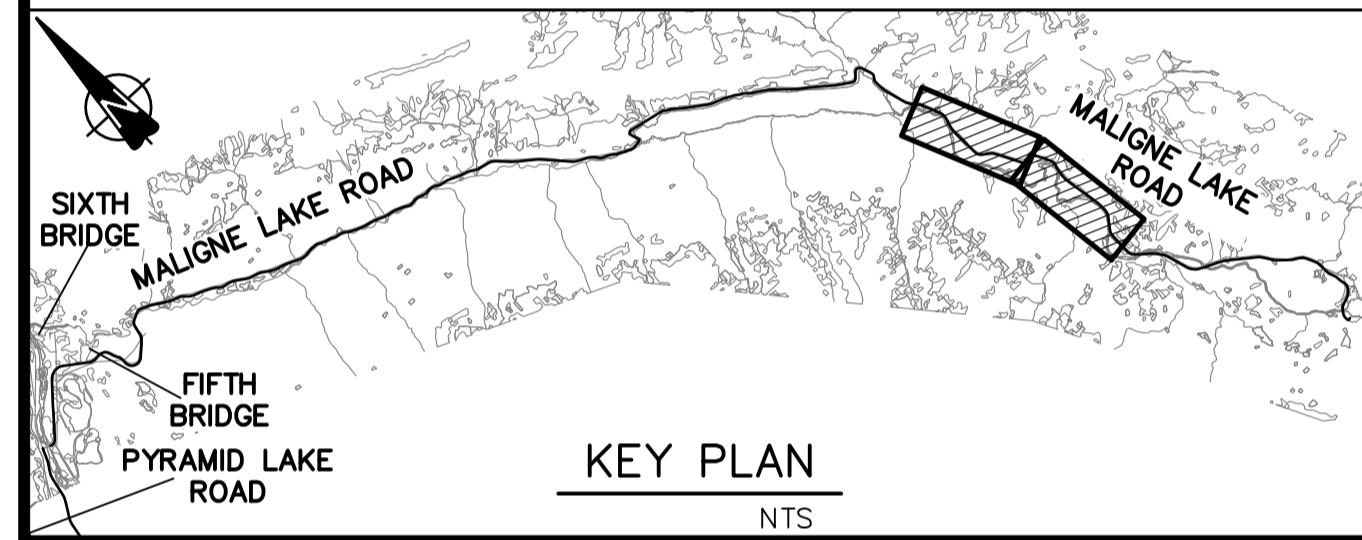 SIXTH
BRIDGE
MALIGNE LAKE ROAD
MALIGNE LAKE
ROAD
FIFTH
BRIDGE
PYRAMID LAKE
ROAD
KEY PLAN
NTS